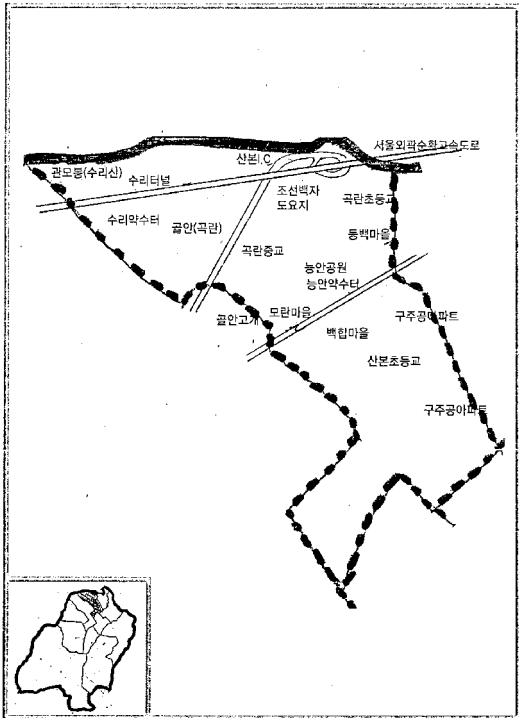 서울외곽순환고속도로
산본I.C
관모봉(수리산)
수리터널
조선백자
도요지
곡란초등교
수리약수터
골안(곡란)
동백마을
곡란중교
능안공원
능안약수터
골안고개
모란마을
구주공아파트
백합마을
산본초등교
구주공아파트